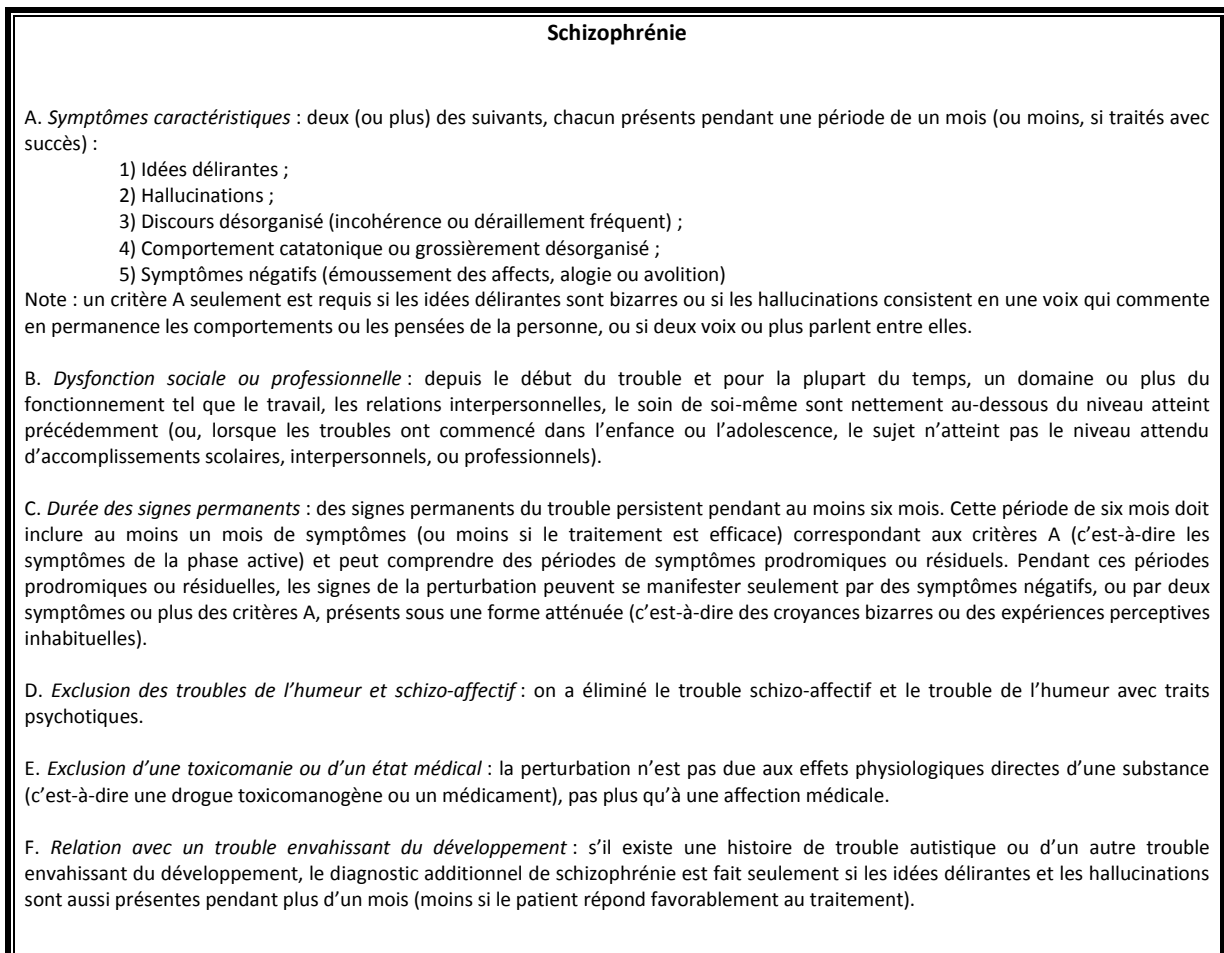 Schizophrénie
A. Symptômes caractéristiques : deux (ou plus) des suivants, chacun présents pendant une période de un mois (ou moins, si traités avec
succès) :
1) Idées délirantes ;
2) Hallucinations ;
3) Discours désorganisé (incohérence ou déraillement fréquent) ;
4) Comportement catatonique ou grossièrement désorganisé ;
5) Symptômes négatifs (émoussement des affects, alogie ou avolition)
Note : un critère A seulement est requis si les idées délirantes sont bizarres ou si les hallucinations consistent en une voix qui commente
en permanence les comportements ou les pensées de la personne, ou si deux voix ou plus parlent entre elles.
B. Dysfonction sociale ou professionnelle : depuis le début du trouble et pour la plupart du temps, un domaine ou plus du
fonctionnement tel que le travail, les relations interpersonnelles, le soin de soi-même sont nettement au-dessous du niveau atteint
précédemment (ou, lorsque les troubles ont commencé dans l'enfance ou l'adolescence, le sujet n'atteint pas le niveau attendu
d'accomplissements scolaires, interpersonnels, ou professionnels).
C. Durée des signes permanents : des signes permanents du trouble persistent pendant au moins six mois. Cette période de six mois doit
inclure au moins un mois de symptômes (ou moins si le traitement est efficace) correspondant aux critères A (c'est-à-dire les
symptômes de la phase active) et peut comprendre des périodes de symptômes prodromiques ou résiduels. Pendant ces périodes
prodromiques ou résiduelles, les signes de la perturbation peuvent se manifester seulement par des symptômes négatifs, ou par deux
symptômes ou plus des critères A, présents sous une forme atténuée (c'est-à-dire des croyances bizarres ou des expériences perceptives
inhabituelles).
D. Exclusion des troubles de l'humeur et schizo-affectif : on a éliminé le trouble schizo-affectif et le trouble de l'humeur avec traits
psychotiques.
E. Exclusion d'une toxicomanie ou d'un état médical : la perturbation n'est pas due aux effets physiologiques directes d'une substance
(c'est-à-dire une drogue toxicomanogène ou un médicament), pas plus qu'à une affection médicale.
F. Relation avec un trouble envahissant du développement : s'il existe une histoire de trouble autistique ou d'un autre trouble
envahissant du développement, le diagnostic additionnel de schizophrénie est fait seulement si les idées délirantes et les hallucinations
sont aussi présentes pendant plus d'un mois (moins si le patient répond favorablement au traitement).